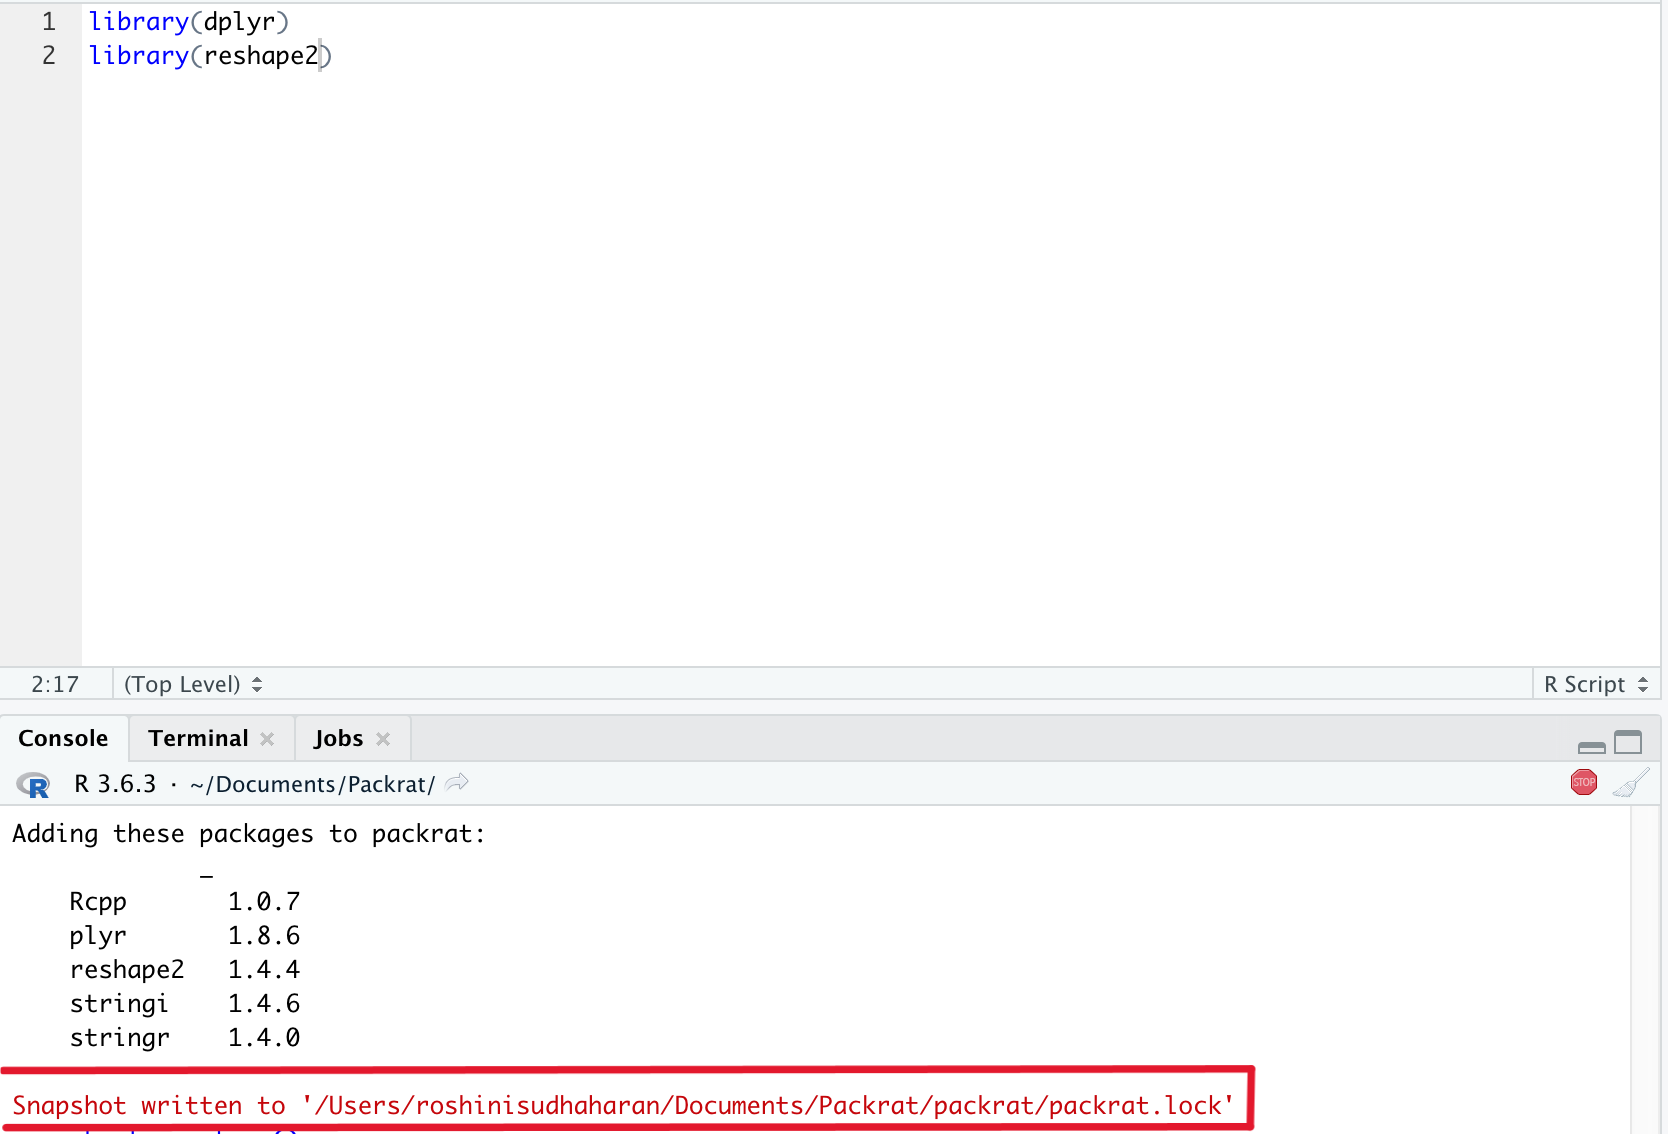 1 library(dplyr)
2 library(reshape2)
2:17 (Top Level) R Script
Console Terminal Jobs
R R 3.6.3 · ~/Documents/Packrat/ STOP
Adding these packages to packrat:
_
Rcpp 1.0.7
plyr 1.8.6
reshape2 1.4.4
stringi 1.4.6
stringr 1.4.0
Snapshot written to '/Users/roshinisudhaharan/Documents/Packrat/packrat/packrat.lock'